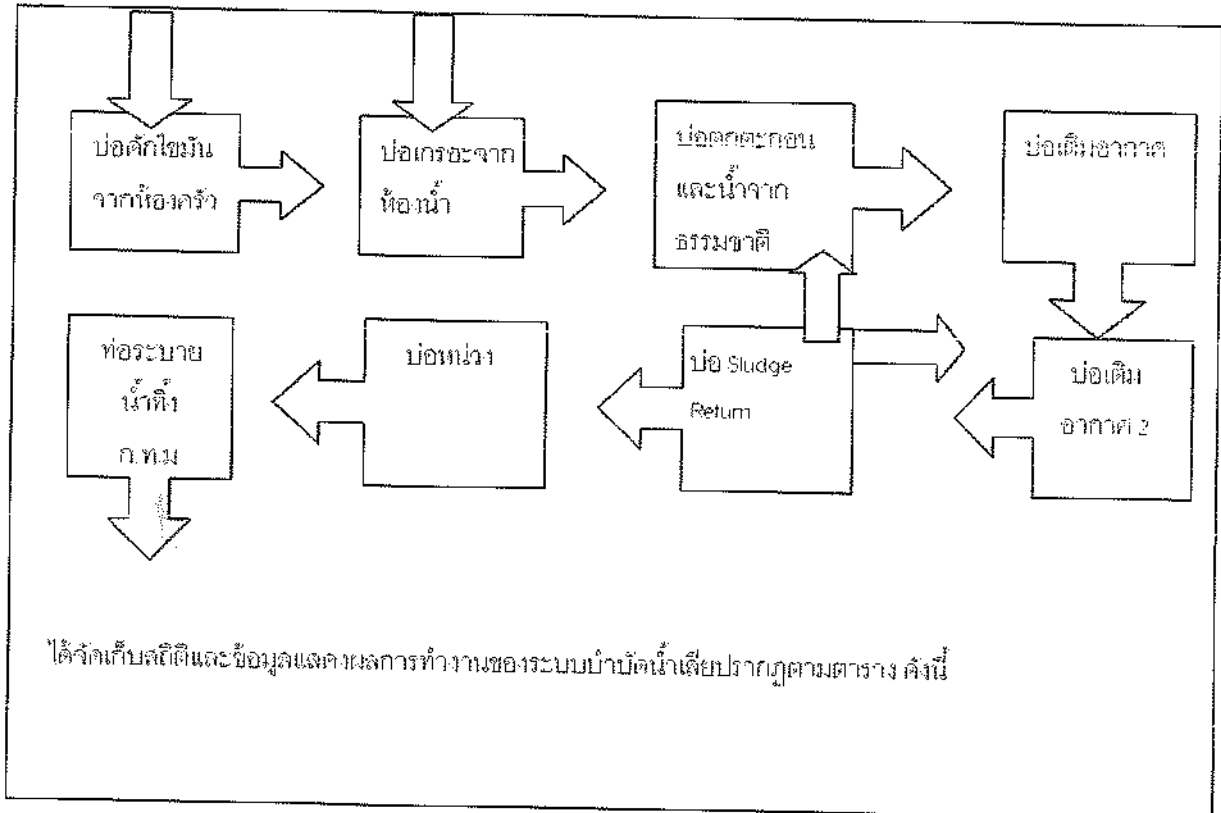 บ่อดักไขมัน
จากห้องครัว
บ่อเกรอะจาก
ห้องน้ำ
บ่อตกตะกอน
และน้ำจาก
ธรรมชาติ
บ่อเติมอากาศ
ท่อระบาย
น้ำทิ้ง
ก.ท.ม
บ่อหน่วง
บ่อ Sludge
Return
บ่อเติม
อากาศ 2
ได้จัดเก็บสถิติและข้อมูลแสดงผลการทำงานของระบบบำบัดน้ำเสียปรากฏตามตาราง ดังนี้